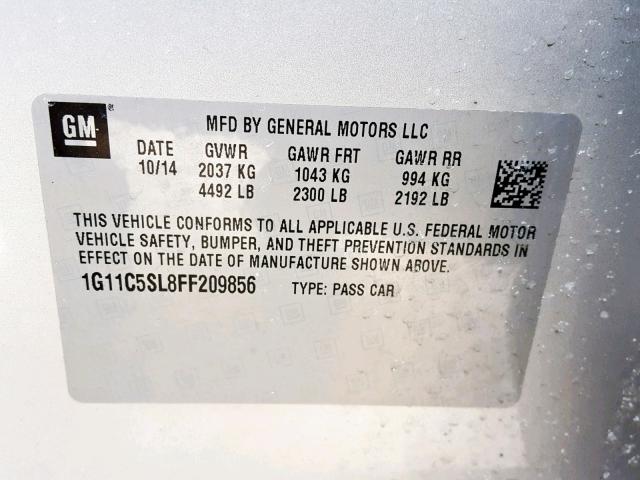 GM®
MFD BY GENERAL MOTORS LLC
DATE GVWR GAWR FRT GAWR RR
10/14 2037 KG 1043 KG 994 KG
4492 LB 2300 LB 2192 LB
THIS VEHICLE CONFORMS TO ALL APPLICABLE U.S. FEDERAL MOTOR
VEHICLE SAFETY, BUMPER, AND THEFT PREVENTION STANDARDS IN
EFFECT ON THE DATE OF MANUFACTURE SHOWN ABOVE.
1G11C5SL8FF209856 TYPE: PASS CAR